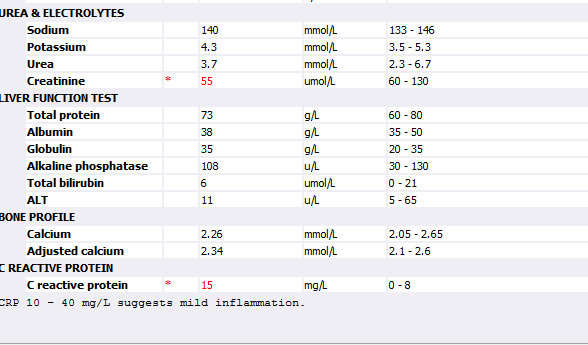 UREA & ELECTROLYTES
Sodium 140 mmol/L 133 - 146
Potassium 4.3 mmol/L 3.5 - 5.3
Urea 3.7 mmol/L 2.3 - 6.7
Creatinine * 55 umol/L 60 - 130
LIVER FUNCTION TEST
Total protein 73 g/L 60 - 80
Albumin 38 g/L 35 - 50
Globulin 35 g/L 20 - 35
Alkaline phosphatase 108 u/L 30 - 130
Total bilirubin 6 umol/L 0 - 21
ALT 11 u/L 5 - 65
BONE PROFILE
Calcium 2.26 mmol/L 2.05 - 2.65
Adjusted calcium 2.34 mmol/L 2.1 - 2.6
C REACTIVE PROTEIN
C reactive protein * 15 mg/L 0 - 8
CRP 10 - 40 mg/L suggests mild inflammation.